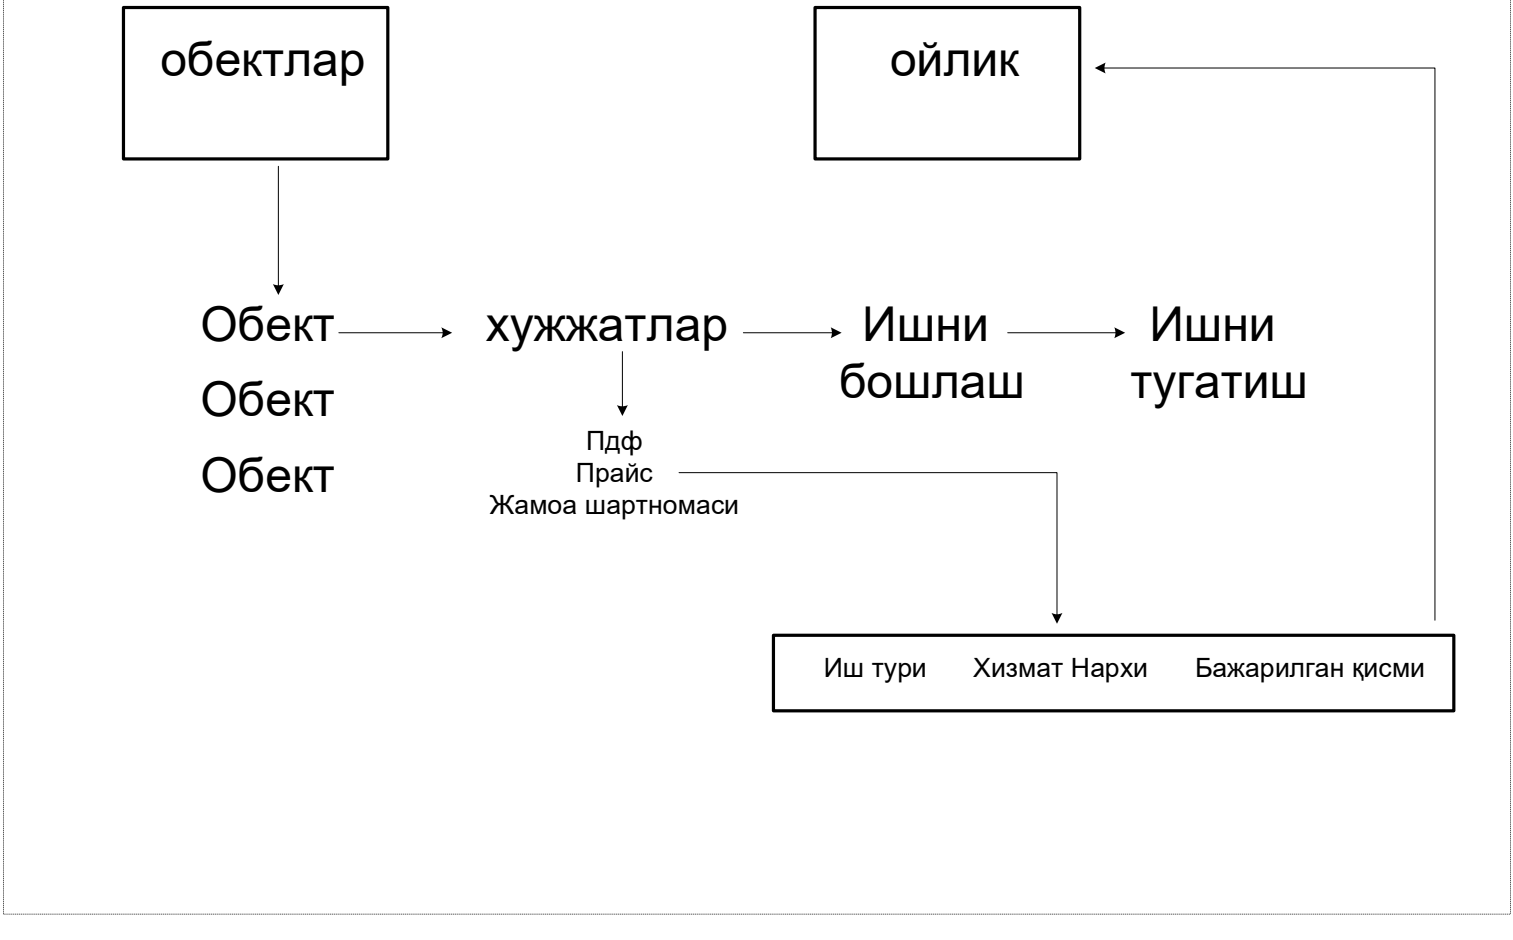 обектлар
ойлик
Обект
хужжатлар
Ишни
бошлаш
Ишни
тугатиш
Обект
Обект
Пдф
Прайс
Жамоа шартномаси
Иш тури
Хизмат Нархи
Бажарилган қисми